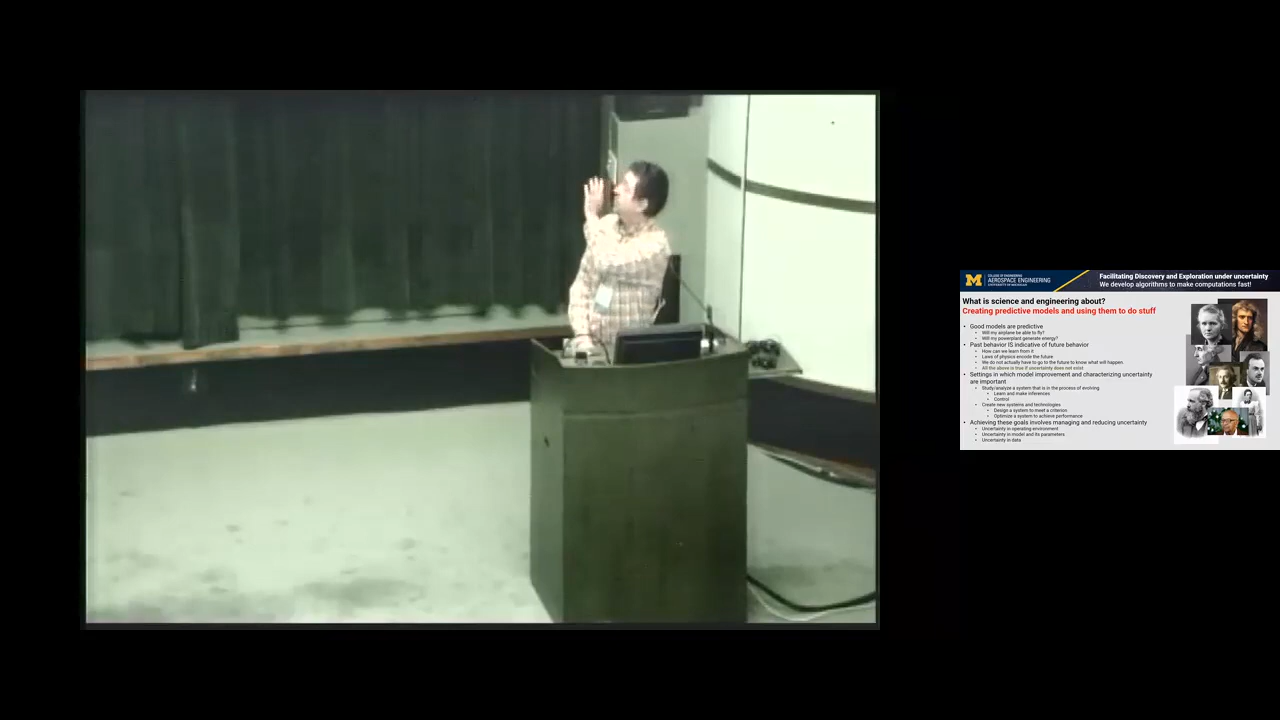 COLLEGE OF ENGINEERING
AEROSPACE ENGINEERING
UNIVERSITY OF MICHIGAN
Facilitating Discovery and Exploration under uncertainty
We develop algorithms to make computations fast!
What is science and engineering about?
Creating predictive models and using them to do stuff
• Good models are predictive
• Will my airplane be able to fly?
• Will my powerplant generate energy?
• Past behavior IS indicative of future behavior
• How can we learn from it
• Laws of physics encode the future
• We do not actually have to go to the future to know what will happen
• All the above is true if uncertainty does not exist
• Settings in which model improvement and characterizing uncertainty
are important
• Study/analyze a system that is in the process of evolving
• Learn and make inferences
• Control
• Create new systems and technologies
• Design a system to meet a criterion
• Optimize a system to achieve performance
• Achieving these goals involves managing and reducing uncertainty
• Uncertainty in operating environment
• Uncertainty in model and its parameters
• Uncertainty in data